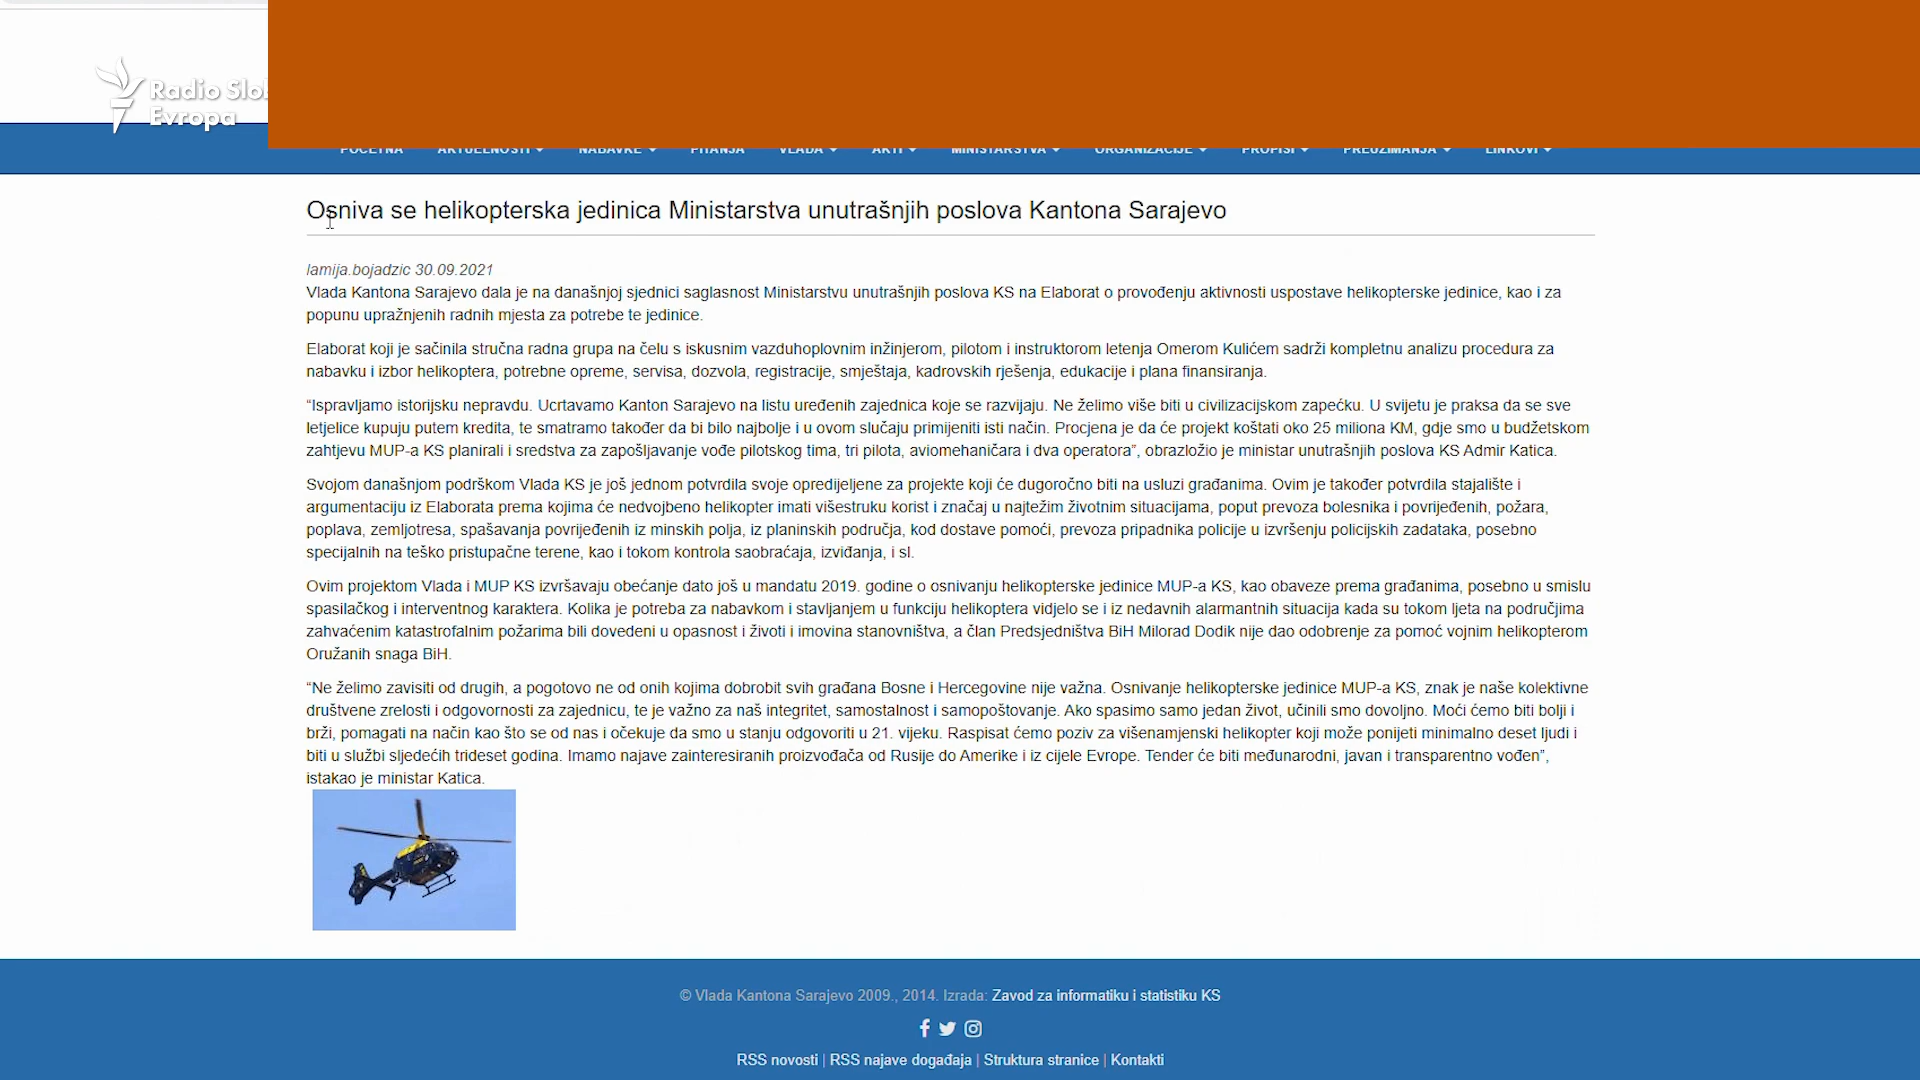 Radio Slo
Evropa
POČETNA AKTUELNOSTI NABAVKE PITANJA VLADA AKTI MINISTARSTVA ORGANIZACIJE PROPISI PREUZIMANJA LINKOVI
Osniva se helikopterska jedinica Ministarstva unutrašnjih poslova Kantona Sarajevo
lamija.bojadzic 30.09.2021
Vlada Kantona Sarajevo dala je na današnjoj sjednici saglasnost Ministarstvu unutrašnjih poslova KS na Elaborat o provođenju aktivnosti uspostave helikopterske jedinice, kao i za
popunu upražnjenih radnih mjesta za potrebe te jedinice.
Elaborat koji je sačinila stručna radna grupa na čelu s iskusnim vazduhoplovnim inžinjerom, pilotom i instruktorom letenja Omerom Kulićem sadrži kompletnu analizu procedura za
nabavku i izbor helikoptera, potrebne opreme, servisa, dozvola, registracije, smještaja, kadrovskih rješenja, edukacije i plana finansiranja.
“Ispravljamo istorijsku nepravdu. Ucrtavamo Kanton Sarajevo na listu uređenih zajednica koje se razvijaju. Ne želimo više biti u civilizacijskom zapećku. U svijetu je praksa da se sve
letjelice kupuju putem kredita, te smatramo također da bi bilo najbolje i u ovom slučaju primijeniti isti način. Procjena je da će projekt koštati oko 25 miliona KM, gdje smo u budžetskom
zahtjevu MUP-a KS planirali i sredstva za zapošljavanje vođe pilotskog tima, tri pilota, aviomehaničara i dva operatora”, obrazložio je ministar unutrašnjih poslova KS Admir Katica.
Svojom današnjom podrškom Vlada KS je još jednom potvrdila svoje opredijeljene za projekte koji će dugoročno biti na usluzi građanima. Ovim je također potvrdila stajalište i
argumentaciju iz Elaborata prema kojima će nedvojbeno helikopter imati višestruku korist i značaj u najtežim životnim situacijama, poput prevoza bolesnika i povrijeđenih, požara,
poplava, zemljotresa, spašavanja povrijeđenih iz minskih polja, iz planinskih područja, kod dostave pomoći, prevoza pripadnika policije u izvršenju policijskih zadataka, posebno
specijalnih na teško pristupačne terene, kao i tokom kontrola saobraćaja, izviđanja, i sl.
Ovim projektom Vlada i MUP KS izvršavaju obećanje dato još u mandatu 2019. godine o osnivanju helikopterske jedinice MUP-a KS, kao obaveze prema građanima, posebno u smislu
spasilačkog i interventnog karaktera. Kolika je potreba za nabavkom i stavljanjem u funkciju helikoptera vidjelo se i iz nedavnih alarmantnih situacija kada su tokom ljeta na područjima
zahvaćenim katastrofalnim požarima bili dovedeni u opasnost i životi i imovina stanovništva, a član Predsjedništva BiH Milorad Dodik nije dao odobrenje za pomoć vojnim helikopterom
Oružanih snaga BiH.
“Ne želimo zavisiti od drugih, a pogotovo ne od onih kojima dobrobit svih građana Bosne i Hercegovine nije važna. Osnivanje helikopterske jedinice MUP-a KS, znak je naše kolektivne
društvene zrelosti i odgovornosti za zajednicu, te je važno za naš integritet, samostalnost i samopoštovanje. Ako spasimo samo jedan život, učinili smo dovoljno. Moći ćemo biti bolji i
brži, pomagati na način kao što se od nas i očekuje da smo u stanju odgovoriti u 21. vijeku. Raspisat ćemo poziv za višenamjenski helikopter koji može ponijeti minimalno deset ljudi i
biti u službi sljedećih trideset godina. Imamo najave zainteresiranih proizvođača od Rusije do Amerike i iz cijele Evrope. Tender će biti međunarodni, javan i transparentno vođen”,
istakao je ministar Katica.
© Vlada Kantona Sarajevo 2009., 2014. Izrada: Zavod za informatiku i statistiku KS
RSS novosti | RSS najave događaja | Struktura stranice | Kontakti